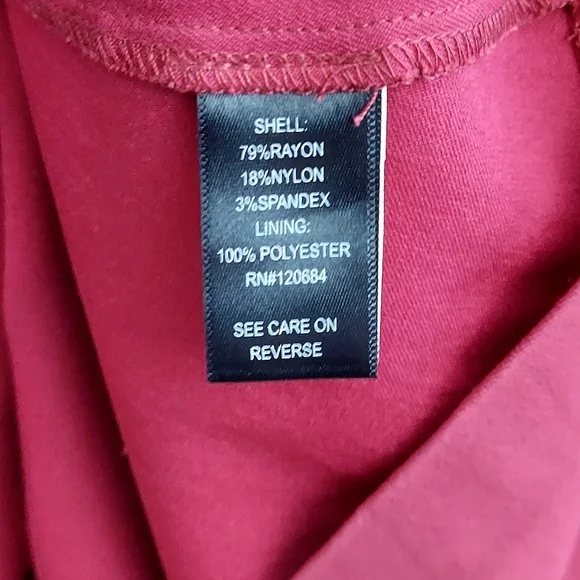 SHELL:
79%RAYON
18%NYLON
3%SPANDEX
LINING:
100% POLYESTER
RN#120684
SEE CARE ON
REVERSE